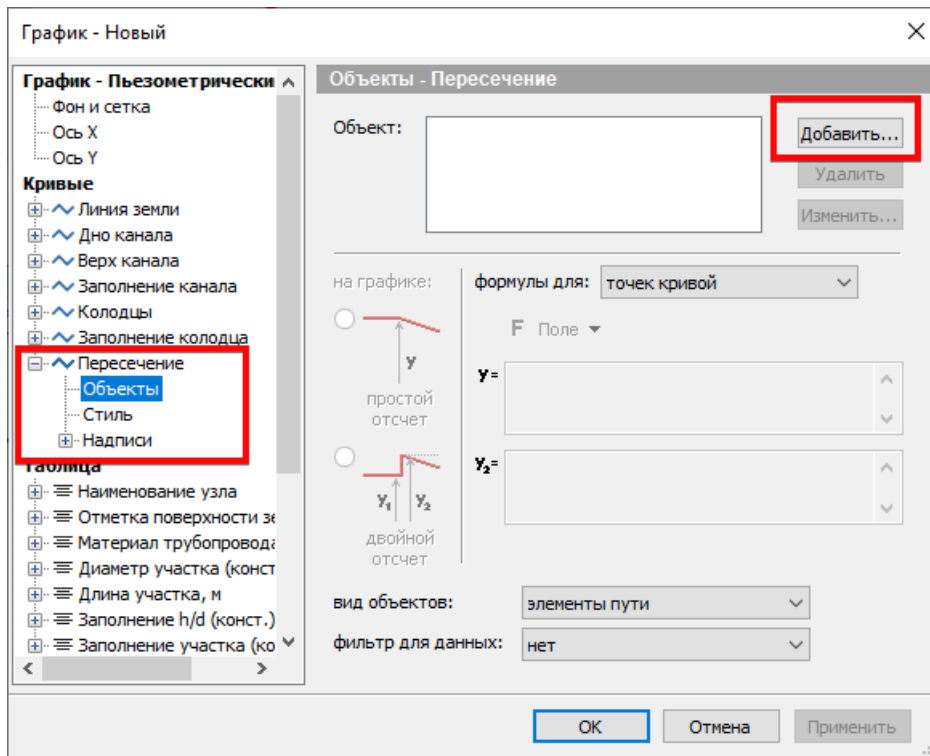 График - Новый
График - Пьезометрически
Фон и сетка
Ось X
Ось Y
Кривые
Линия земли
Дно канала
Верх канала
Заполнение канала
Колодцы
Заполнение колодца
Пересечение
Объекты
Стиль
Надписи
Таблица
Наименование узла
Отметка поверхности зе
Материал трубопровода
Диаметр участка (конст
Длина участка, м
Заполнение h/d (конст.)
Заполнение участка (ко
Объекты - Пересечение
Объект:
Добавить...
Удалить
Изменить...
на графике:
y
простой
отсчет
y1 y2
двойной
отсчет
формулы для: точек кривой
F Поле
y=
y2=
вид объектов: элементы пути
фильтр для данных: нет
OK Отмена Применить